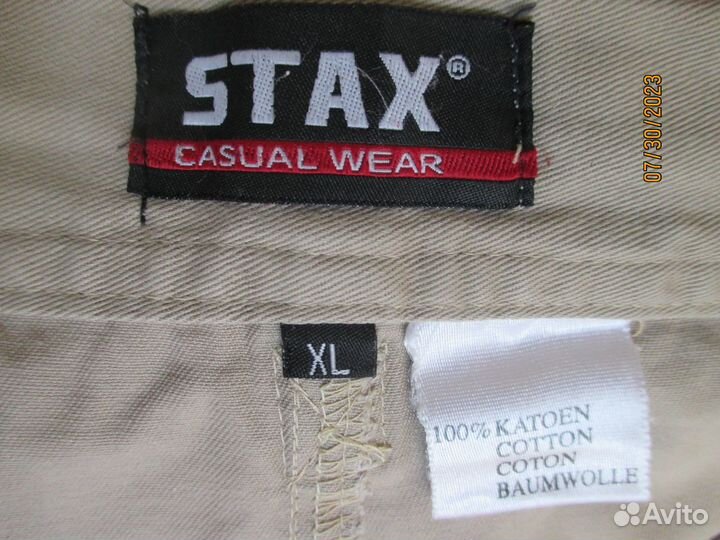 STAX®
CASUAL WEAR
07/30/2023
XL
100% KATOEN
COTTON
COTON
BAUMWOLLE
Avito